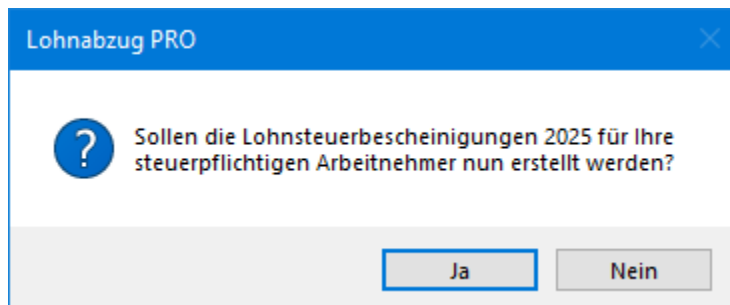 Lohnabzug PRO
?
Sollen die Lohnsteuerbescheinigungen 2025 für Ihre
steuerpflichtigen Arbeitnehmer nun erstellt werden?
Ja Nein